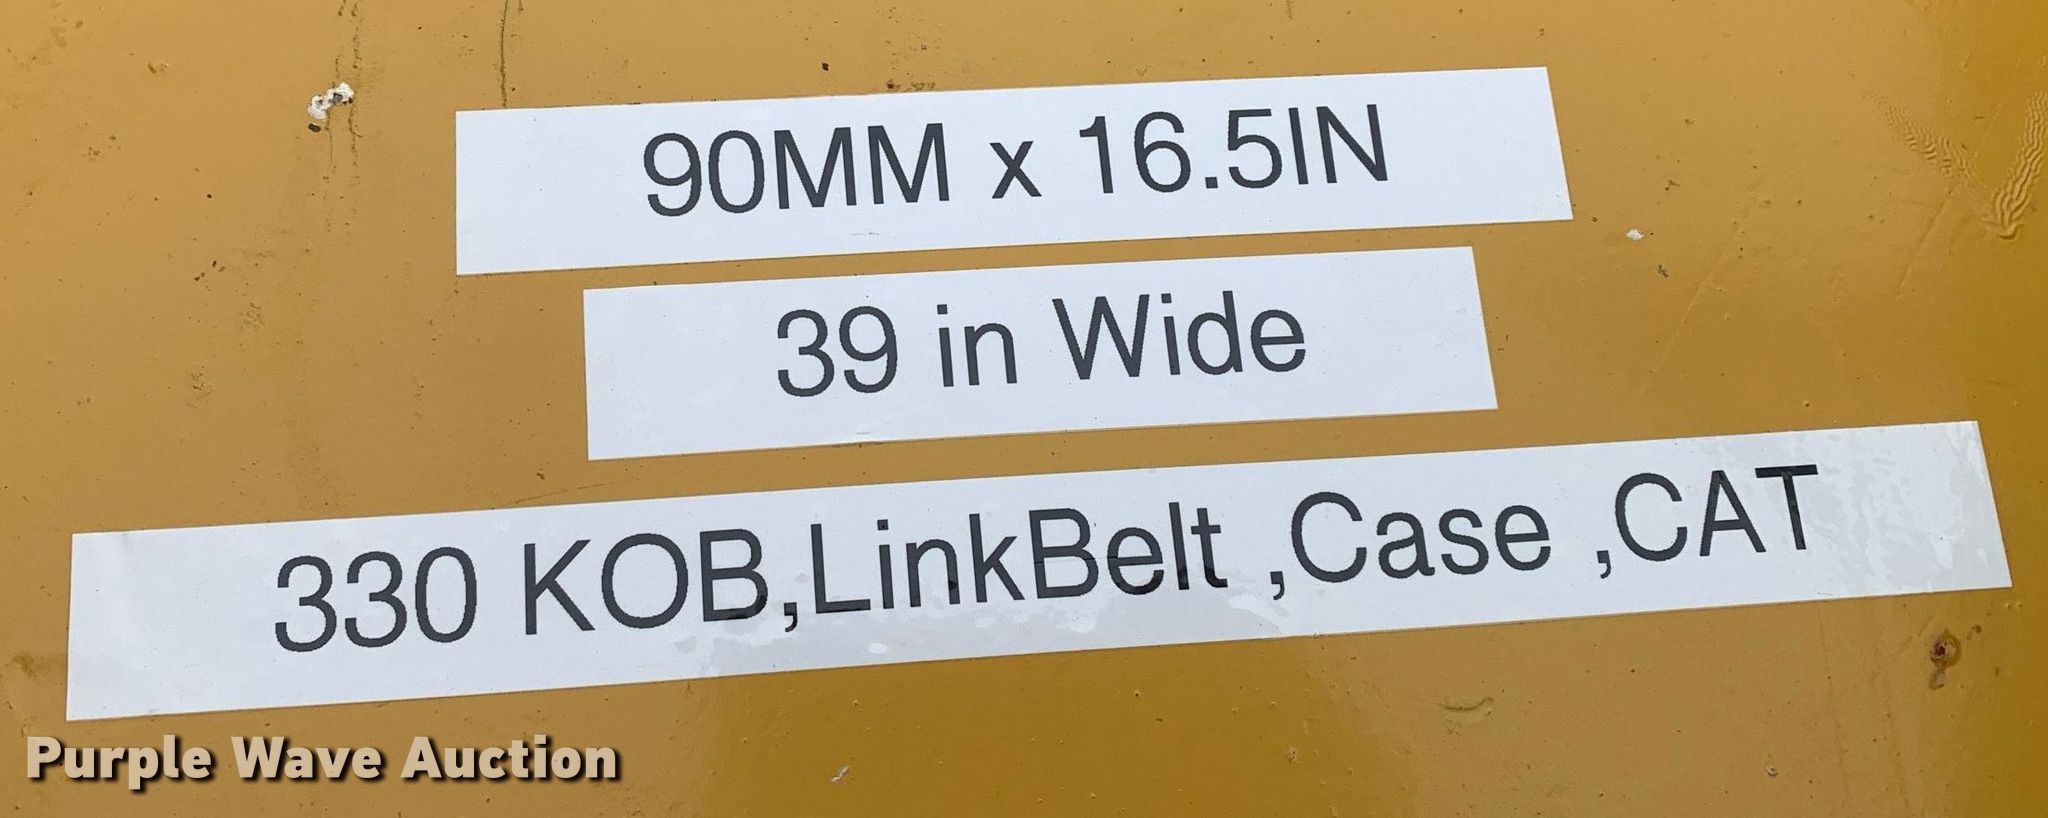 90MM x 16.5IN
39 in Wide
330 KOB,LinkBelt ,Case ,CAT
Purple Wave Auction